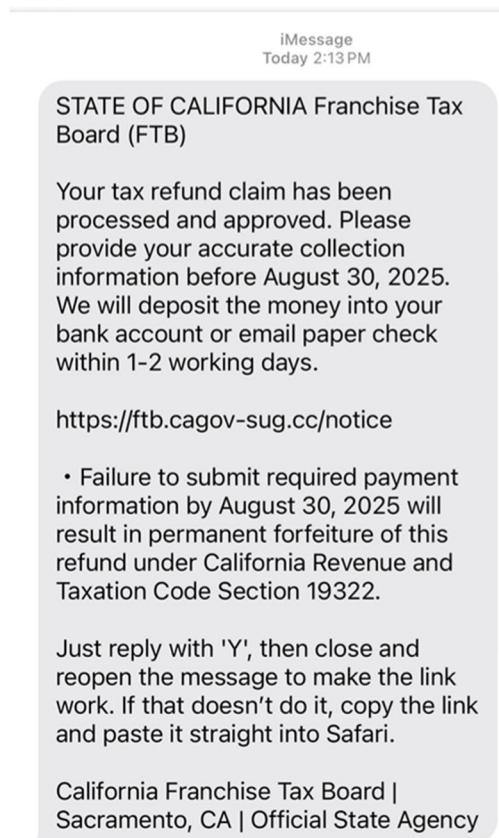 iMessage
Today 2:13 PM
STATE OF CALIFORNIA Franchise Tax
Board (FTB)
Your tax refund claim has been
processed and approved. Please
provide your accurate collection
information before August 30, 2025.
We will deposit the money into your
bank account or email paper check
within 1-2 working days.
https://ftb.cagov-sug.cc/notice
• Failure to submit required payment
information by August 30, 2025 will
result in permanent forfeiture of this
refund under California Revenue and
Taxation Code Section 19322.
Just reply with 'Y', then close and
reopen the message to make the link
work. If that doesn't do it, copy the link
and paste it straight into Safari.
California Franchise Tax Board |
Sacramento, CA | Official State Agency